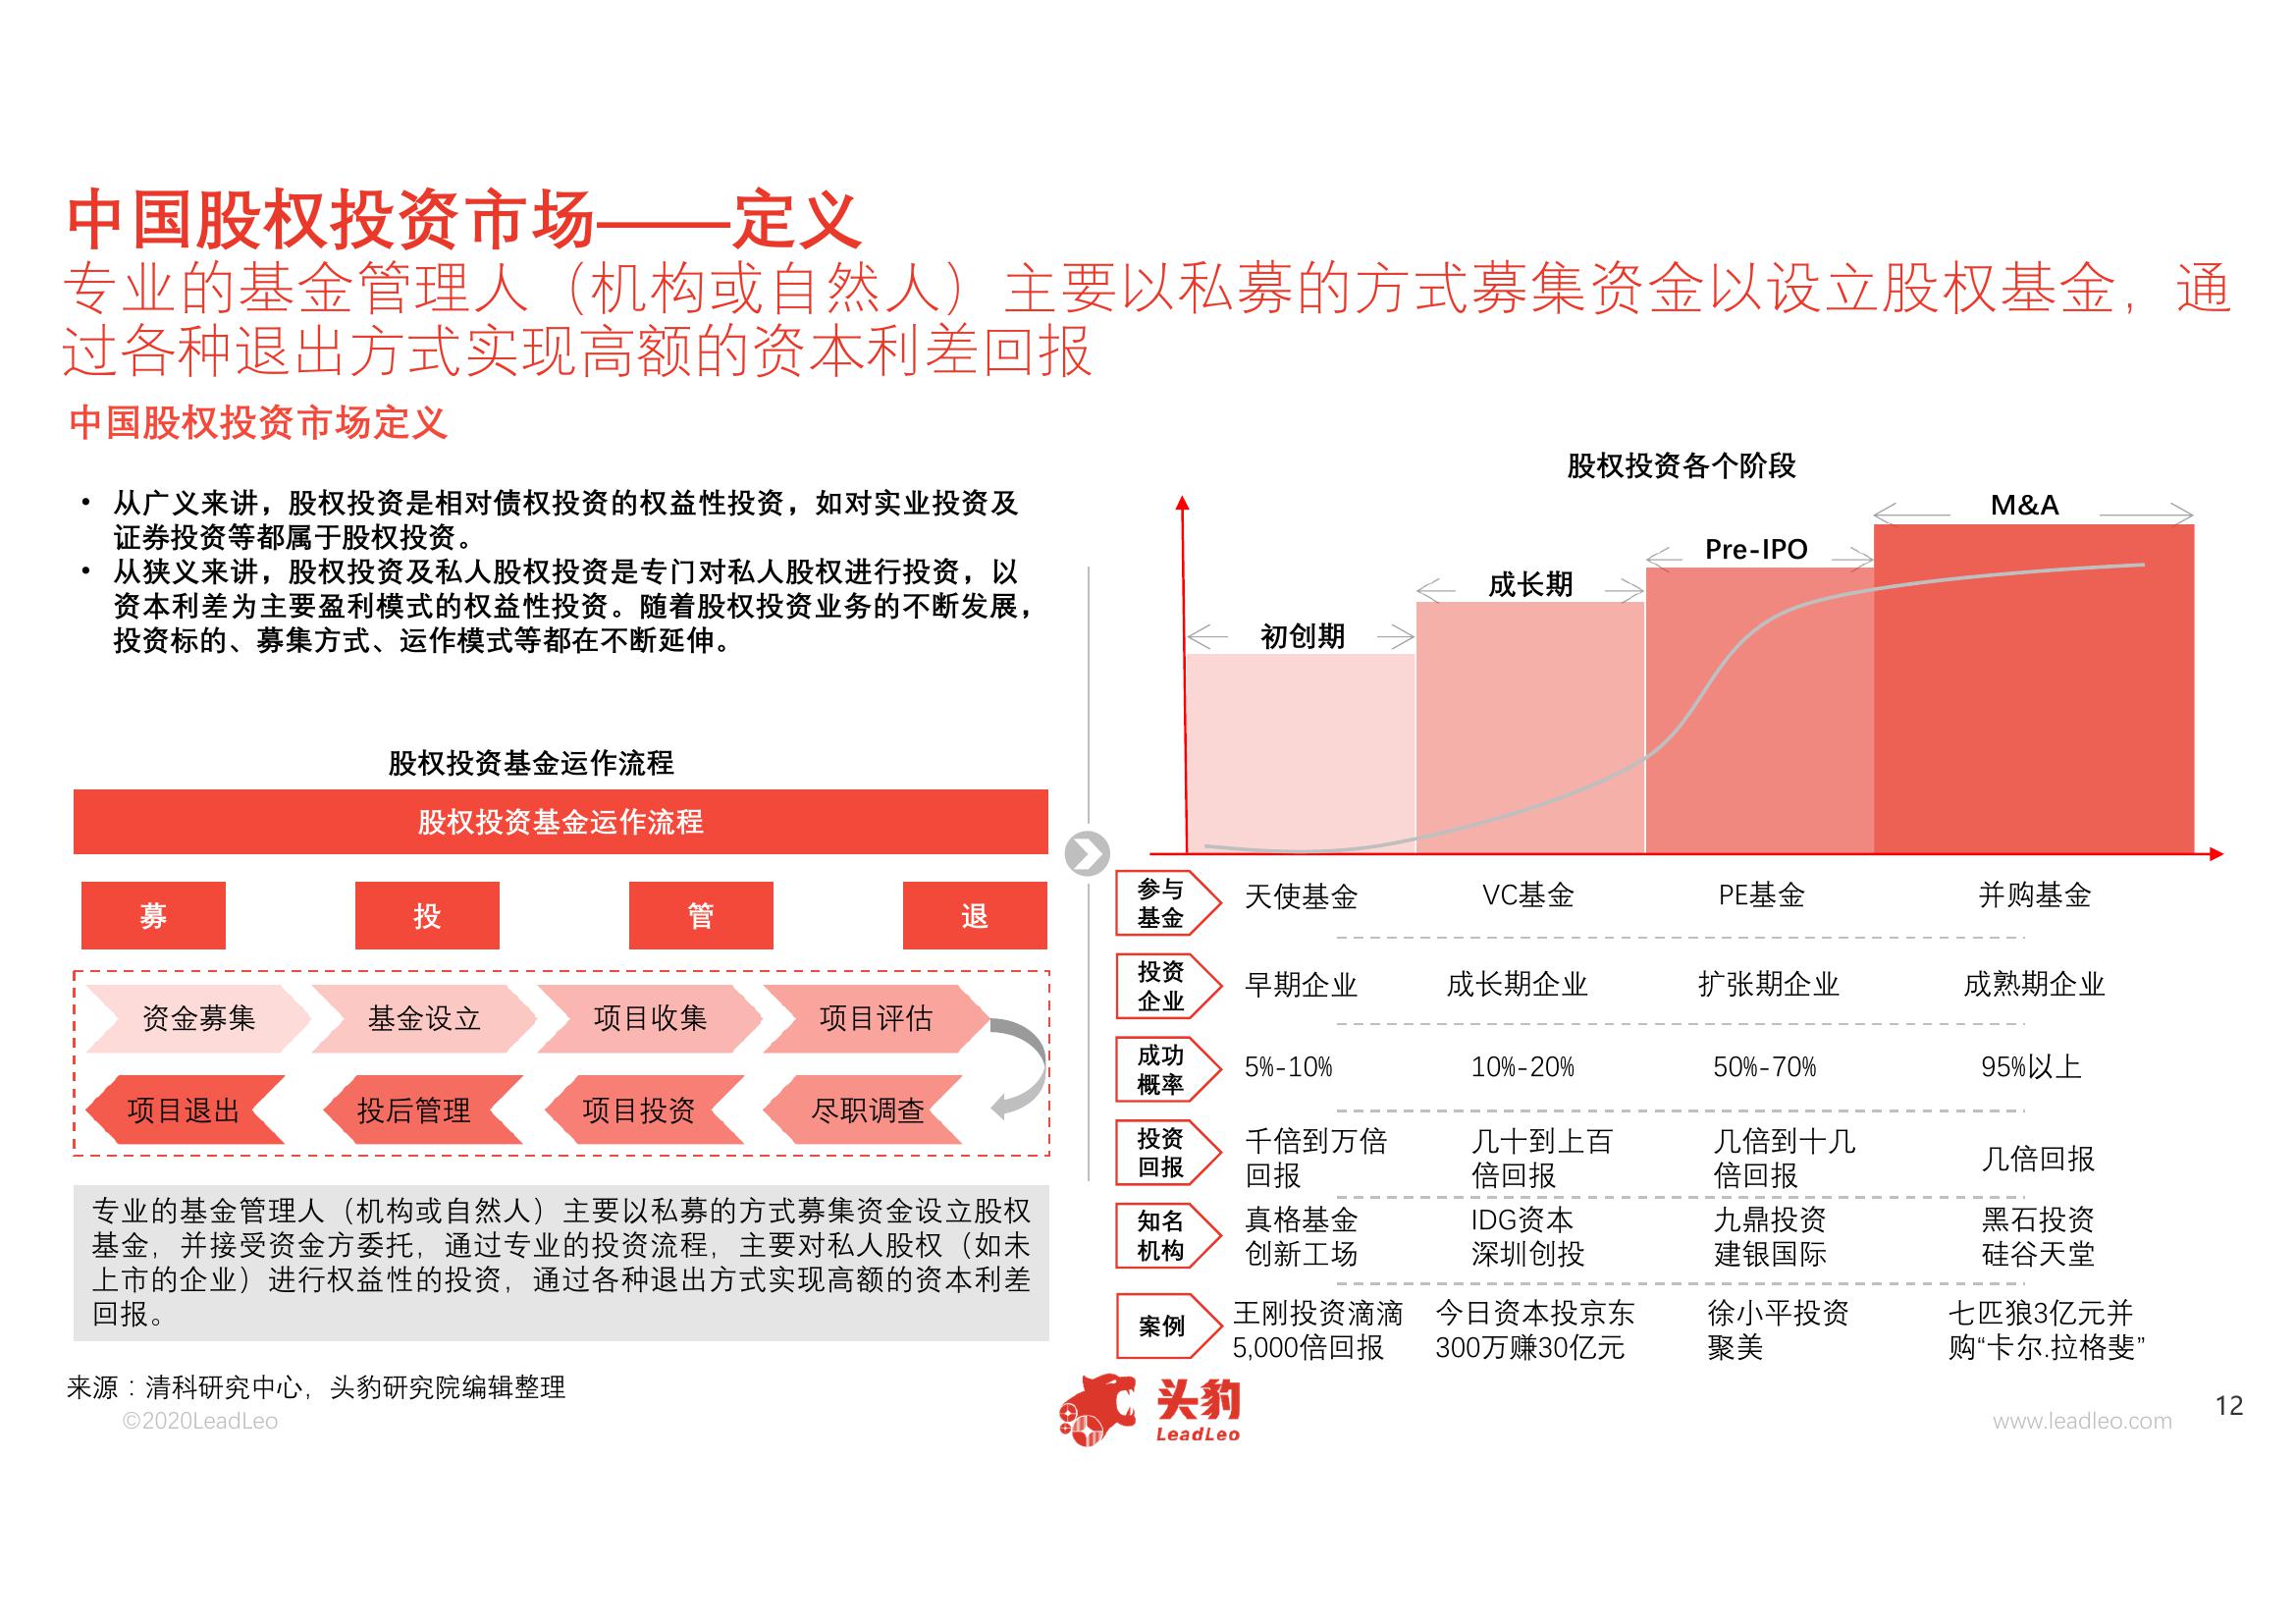 中国股权投资市场——定义
专业的基金管理人（机构或自然人）主要以私募的方式募集资金以设立股权基金，通
过各种退出方式实现高额的资本利差回报
中国股权投资市场定义
• 从广义来讲，股权投资是相对债权投资的权益性投资，如对实业投资及
证券投资等都属于股权投资。
• 从狭义来讲，股权投资及私人股权投资是专门对私人股权进行投资，以
资本利差为主要盈利模式的权益性投资。随着股权投资业务的不断发展，
投资标的、募集方式、运作模式等都在不断延伸。
股权投资基金运作流程
股权投资基金运作流程
募 投 管 退
资金募集 基金设立 项目收集 项目评估
项目退出 投后管理 项目投资 尽职调查
专业的基金管理人（机构或自然人）主要以私募的方式募集资金设立股权
基金，并接受资金方委托，通过专业的投资流程，主要对私人股权（如未
上市的企业）进行权益性的投资，通过各种退出方式实现高额的资本利差
回报。
股权投资各个阶段
初创期 成长期 Pre-IPO M&A
参与
基金
天使基金 VC基金 PE基金 并购基金
投资
企业
早期企业 成长期企业 扩张期企业 成熟期企业
成功
概率
5%-10% 10%-20% 50%-70% 95%以上
投资
回报
千倍到万倍
回报
几十到上百
倍回报
几倍到十几
倍回报
几倍回报
知名
机构
真格基金
创新工场
IDG资本
深圳创投
九鼎投资
建银国际
黑石投资
硅谷天堂
案例
王刚投资滴滴
5,000倍回报
今日资本投京东
300万赚30亿元
徐小平投资
聚美
七匹狼3亿元并
购“卡尔.拉格斐”
来源：清科研究中心，头豹研究院编辑整理
©2020LeadLeo
头豹
LeadLeo
www.leadleo.com
12